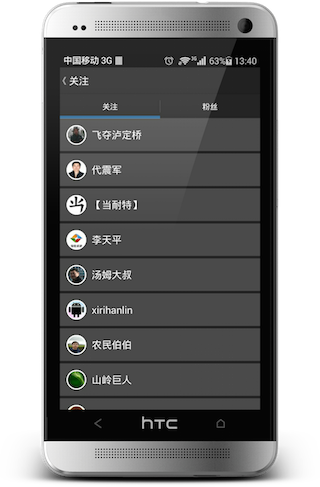 中国移动 3G 3G 63% 13:40
关注
关注 粉丝
飞夺泸定桥
代震军
当
【当耐特】
李天平
汤姆大叔
xirihanlin
农民伯伯
山岭巨人
hTC